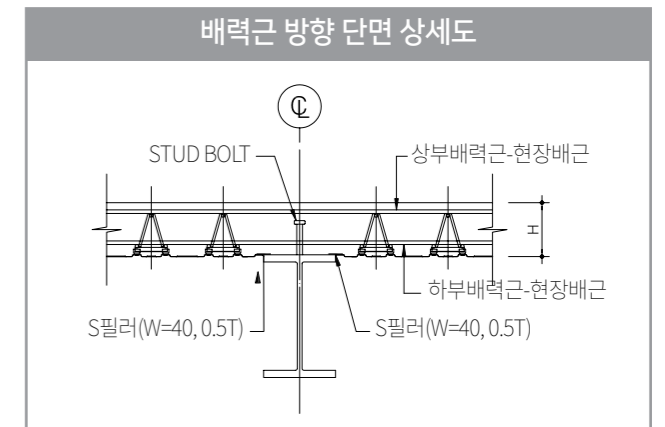 배력근 방향 단면 상세도
℄
STUD BOLT
상부배력근-현장배근
H
하부배력근-현장배근
S필러(W=40, 0.5T)
S필러(W=40, 0.5T)